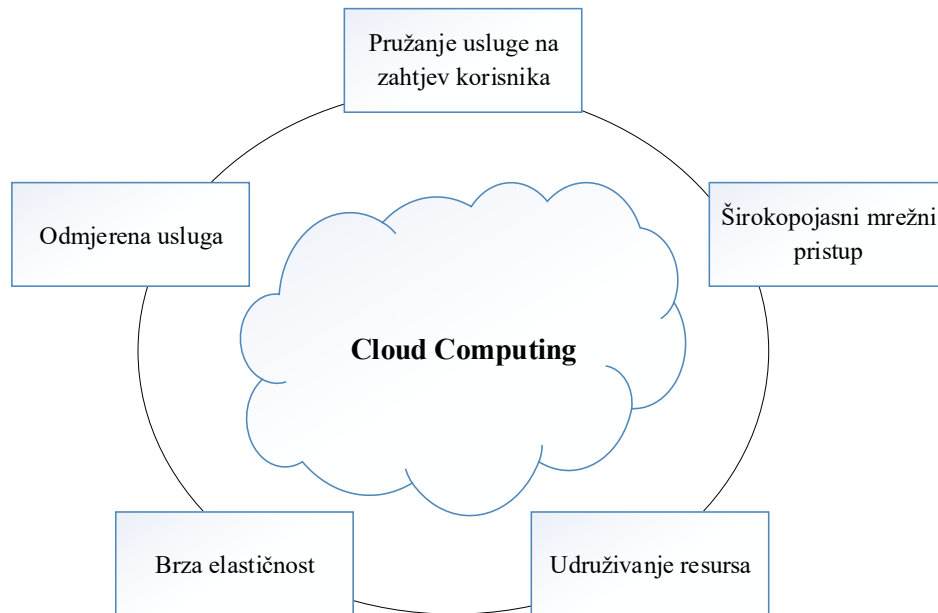 Pružanje usluge na
zahtjev korisnika
Odmjerena usluga
Širokopojasni mrežni
pristup
Cloud Computing
Brza elastičnost
Udruživanje resursa